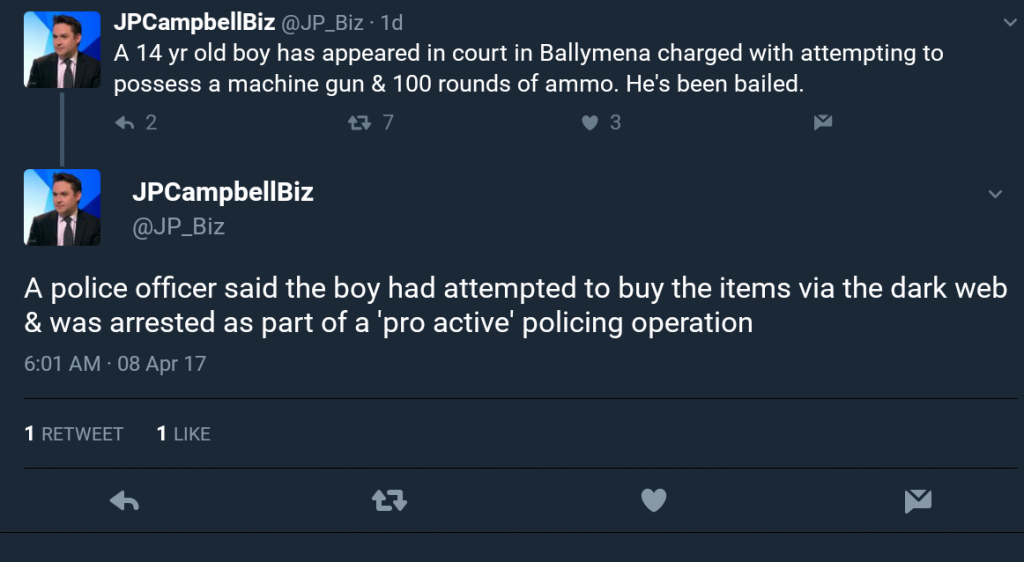 JPCampbellBiz @JP_Biz · 1d
A 14 yr old boy has appeared in court in Ballymena charged with attempting to
possess a machine gun & 100 rounds of ammo. He's been bailed.
2 7 3
JPCampbellBiz
@JP_Biz
A police officer said the boy had attempted to buy the items via the dark web
& was arrested as part of a 'pro active' policing operation
6:01 AM · 08 Apr 17
1 RETWEET 1 LIKE